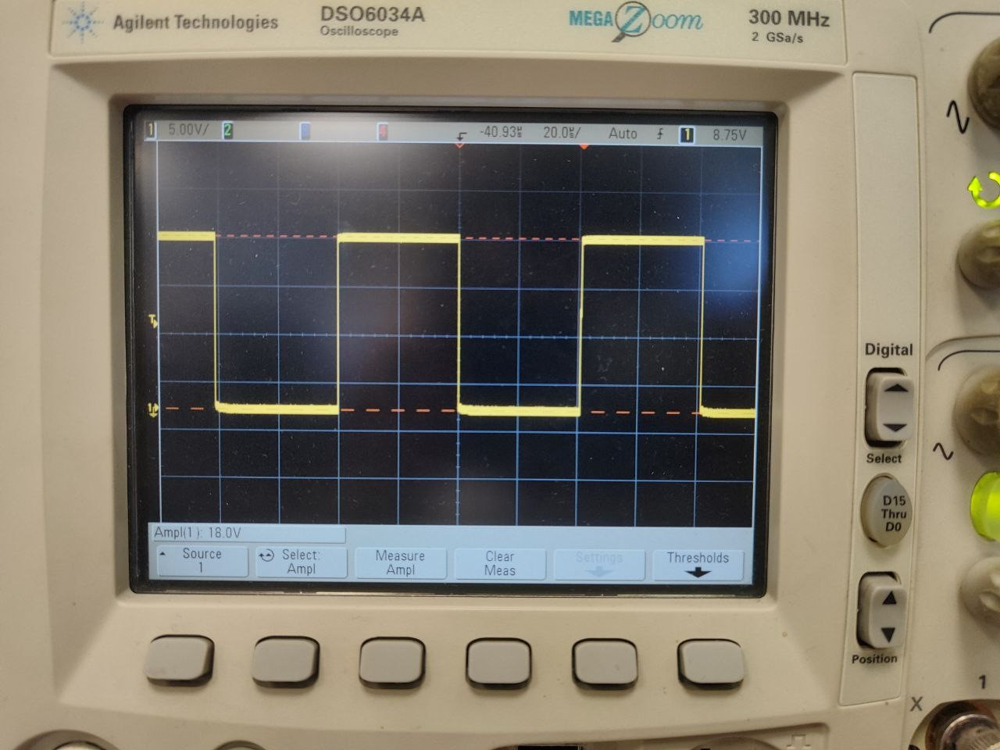 Agilent Technologies
DSO6034A
Oscilloscope
MEGA Zoom
300 MHz
2 GSa/s
1 5.00V/ 2 4 -40.93µs 20.0µs/ Auto 1 8.75V
T
1
Ampl(1): 18.0V
Source
1
Select:
Ampl
Measure
Ampl
Clear
Meas
Settings
Thresholds
Digital
Select
D15
Thru
D0
Position
1
X